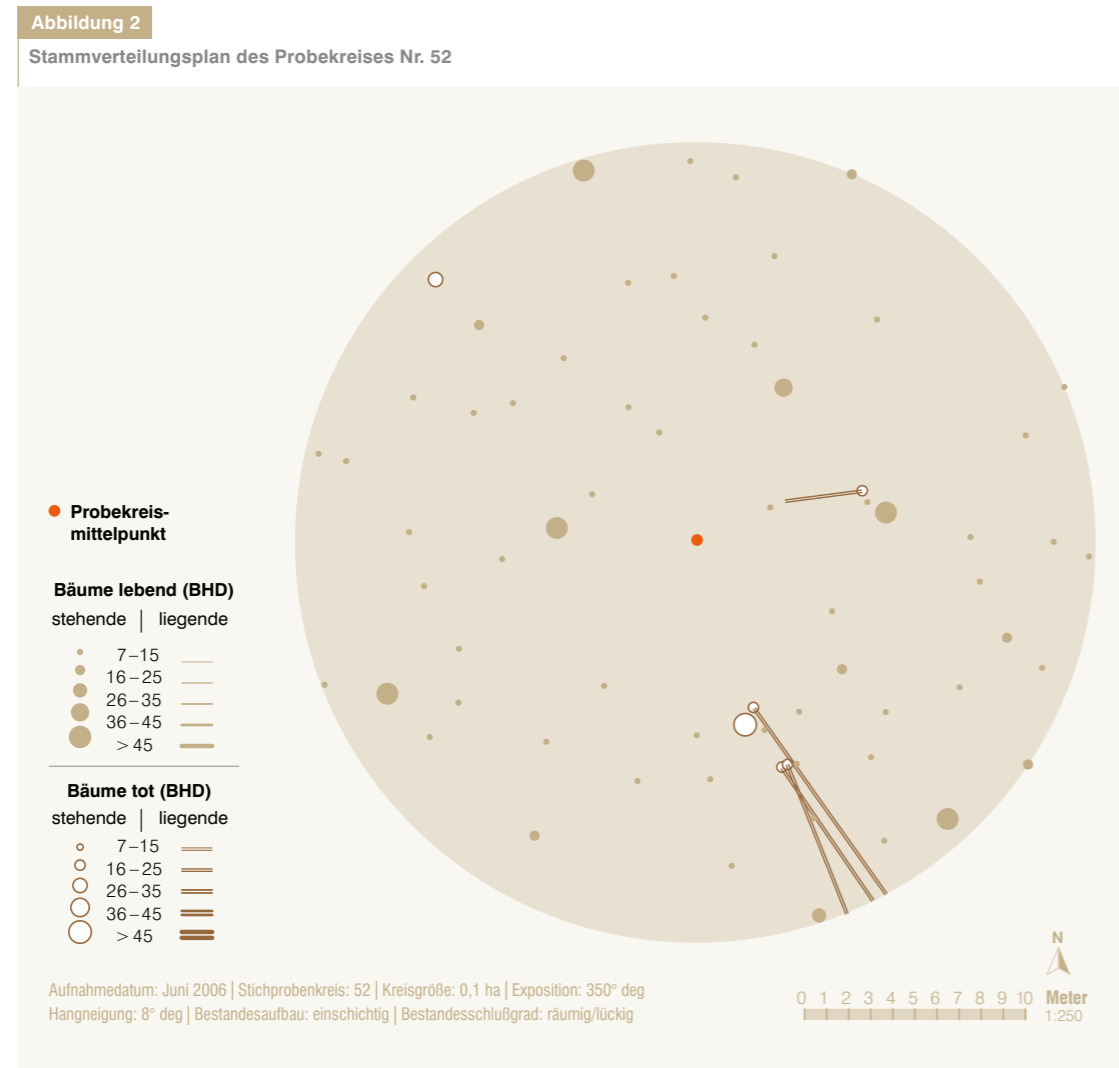 Abbildung 2
Stammverteilungsplan des Probekreises Nr. 52
Probekreis-
mittelpunkt
Bäume lebend (BHD)
stehende | liegende
7–15
16–25
26–35
36–45
> 45
Bäume tot (BHD)
stehende | liegende
7–15
16–25
26–35
36–45
> 45
Aufnahmedatum: Juni 2006 | Stichprobenkreis: 52 | Kreisgröße: 0,1 ha | Exposition: 350° deg
Hangneigung: 8° deg | Bestandesaufbau: einschichtig | Bestandesschlußgrad: räumig/lückig
N
0 1 2 3 4 5 6 7 8 9 10 Meter
1:250